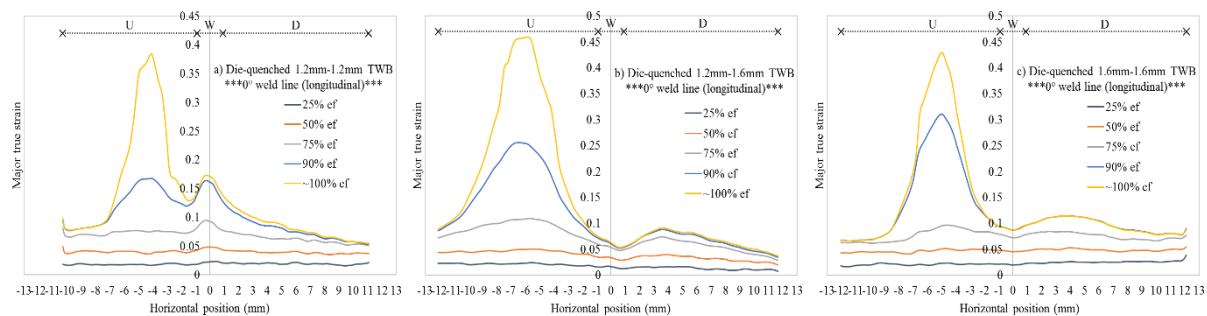 U W D
0.45
0.4
0.35
0.3
0.25
0.2
0.15
0.1
0.05
0
a) Die-quenched 1.2mm-1.2mm TWB
***0° weld line (longitudinal)***
25% ef
50% ef
75% ef
90% ef
~100% ef
Major true strain
-13-12-11-10 -9 -8 -7 -6 -5 -4 -3 -2 -1 0 1 2 3 4 5 6 7 8 9 10 11 12 13
Horizontal position (mm)
U W D
0.5
0.45
0.4
0.35
0.3
0.25
0.2
0.15
0.1
0.05
0
b) Die-quenched 1.2mm-1.6mm TWB
***0° weld line (longitudinal)***
25% ef
50% ef
75% ef
90% ef
~100% ef
Major true strain
-13-12-11-10 -9 -8 -7 -6 -5 -4 -3 -2 -1 0 1 2 3 4 5 6 7 8 9 10 11 12 13
Horizontal position (mm)
U W D
0.5
0.45
0.4
0.35
0.3
0.25
0.2
0.15
0.1
0.05
0
c) Die-quenched 1.6mm-1.6mm TWB
***0° weld line (longitudinal)***
25% ef
50% ef
75% ef
90% ef
~100% ef
Major true strain
-13-12-11-10 -9 -8 -7 -6 -5 -4 -3 -2 -1 0 1 2 3 4 5 6 7 8 9 10 11 12 13
Horizontal position (mm)